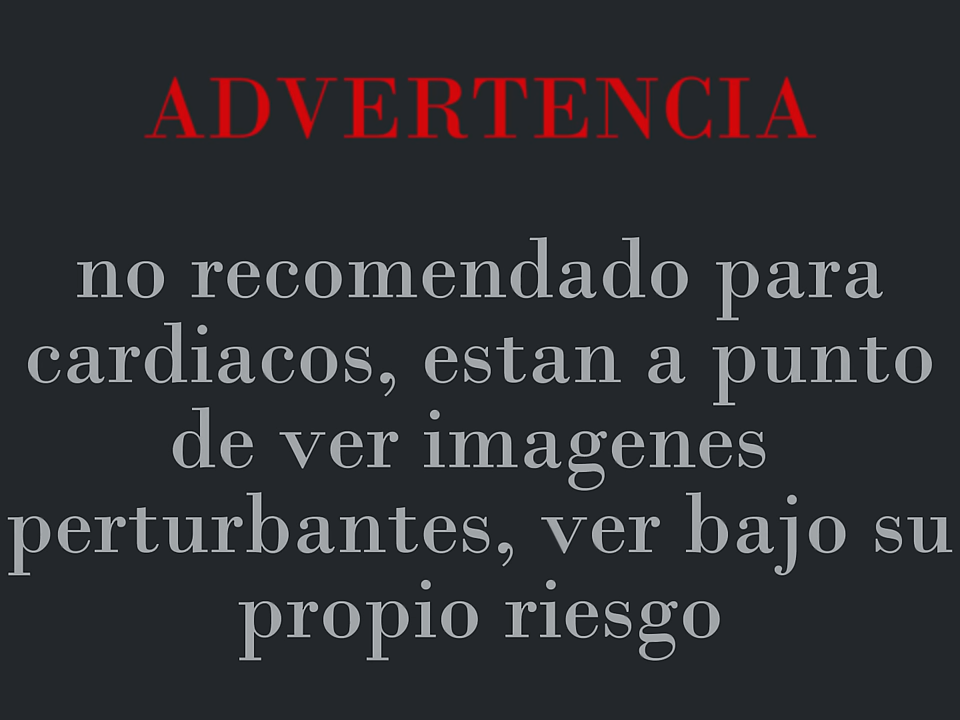 ADVERTENCIA
no recomendado para
cardiacos, estan a punto
de ver imagenes
perturbantes, ver bajo su
propio riesgo